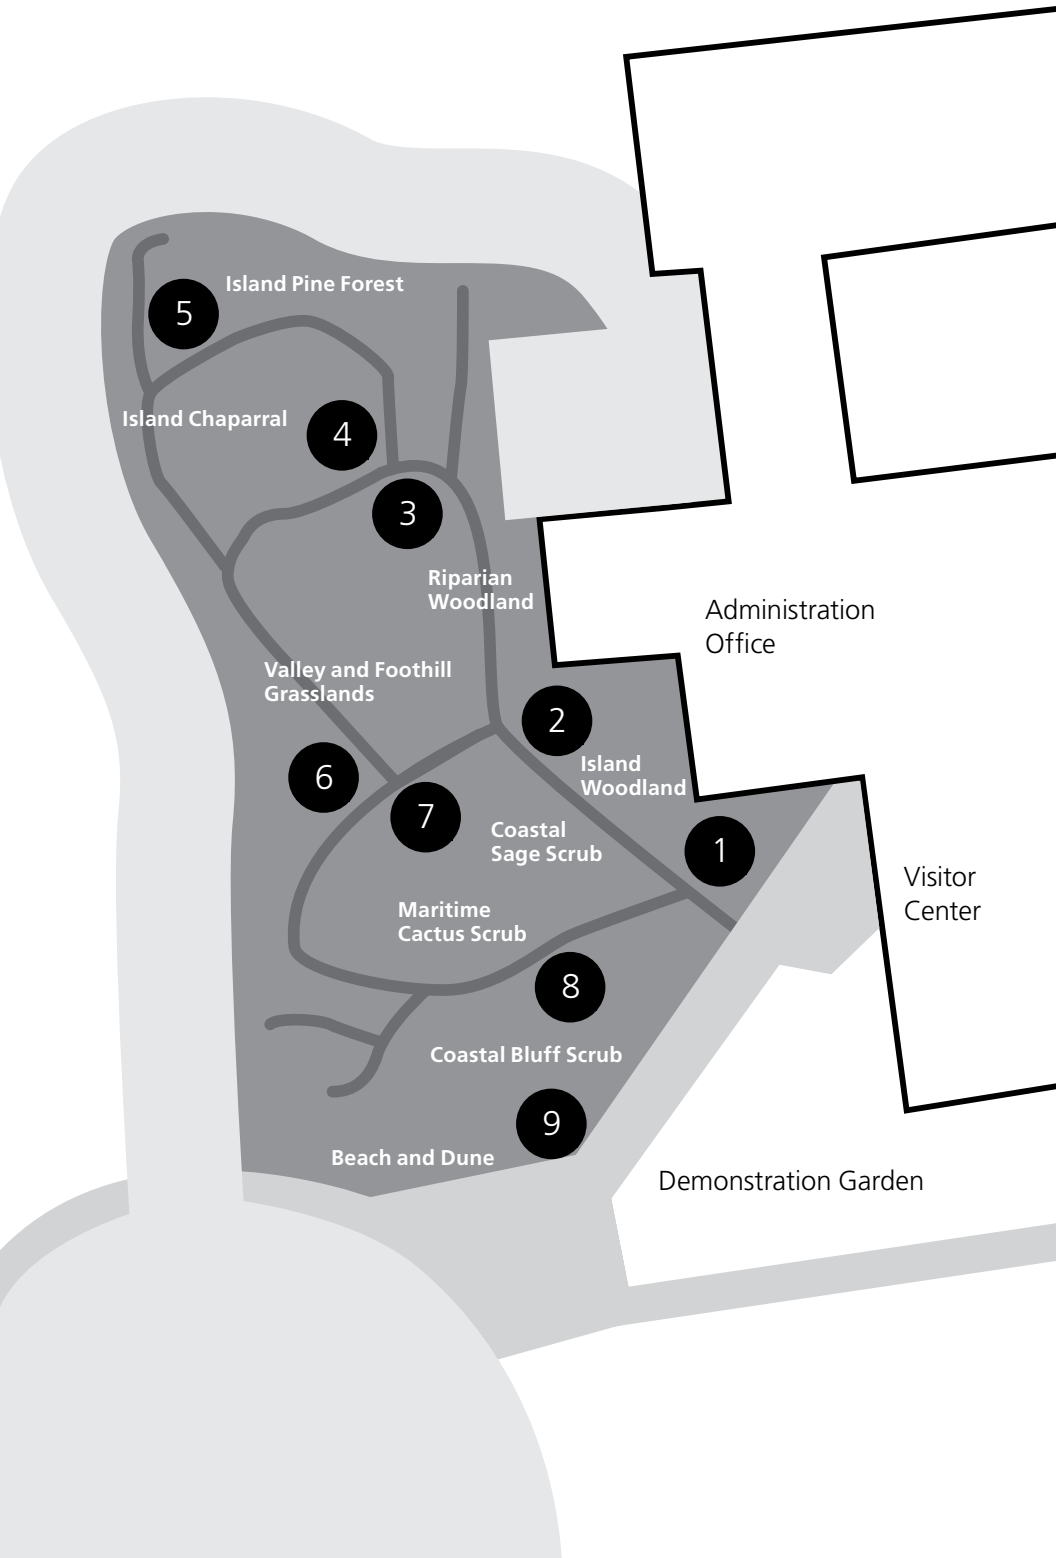 Island Pine Forest
5
Island Chaparral
4
3
Riparian
Woodland
Administration
Office
Valley and Foothill
Grasslands
2
Island
Woodland
6
7
Coastal
Sage Scrub
1
Visitor
Center
Maritime
Cactus Scrub
8
Coastal Bluff Scrub
9
Beach and Dune
Demonstration Garden